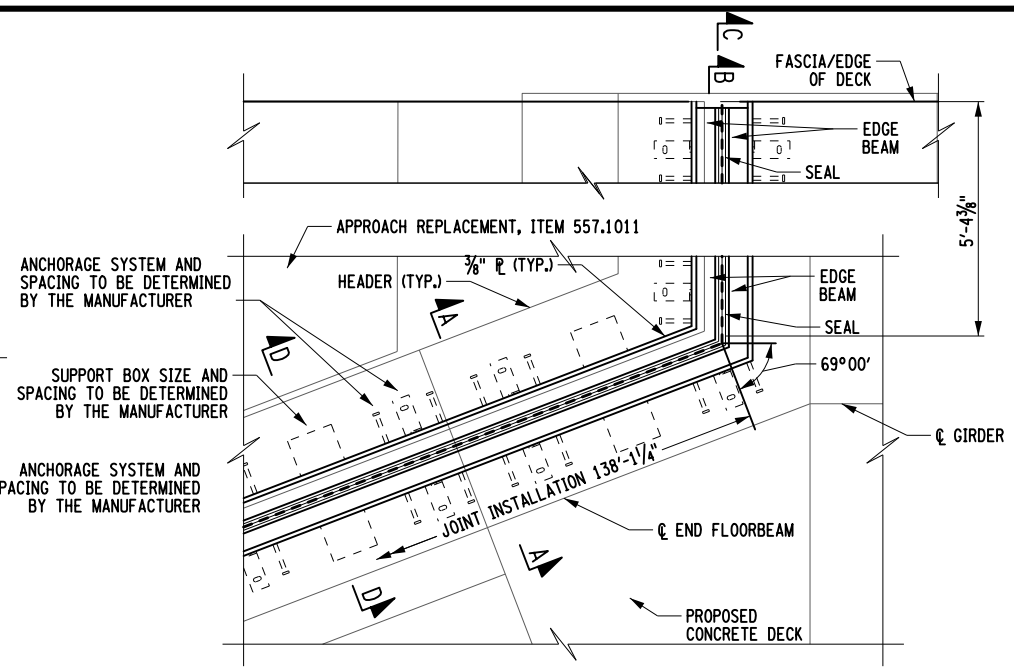 C
B
FASCIA/EDGE
OF DECK
EDGE
BEAM
SEAL
5'-4⅜"
APPROACH REPLACEMENT, ITEM 557.1011
⅜" ℄ (TYP.)
ANCHORAGE SYSTEM AND
SPACING TO BE DETERMINED
BY THE MANUFACTURER
HEADER (TYP.)
EDGE
BEAM
A
SEAL
D
69°00'
SUPPORT BOX SIZE AND
SPACING TO BE DETERMINED
BY THE MANUFACTURER
℄ GIRDER
ANCHORAGE SYSTEM AND
PACING TO BE DETERMINED
BY THE MANUFACTURER
JOINT INSTALLATION 138'-1¼"
℄ END FLOORBEAM
A
D
PROPOSED
CONCRETE DECK